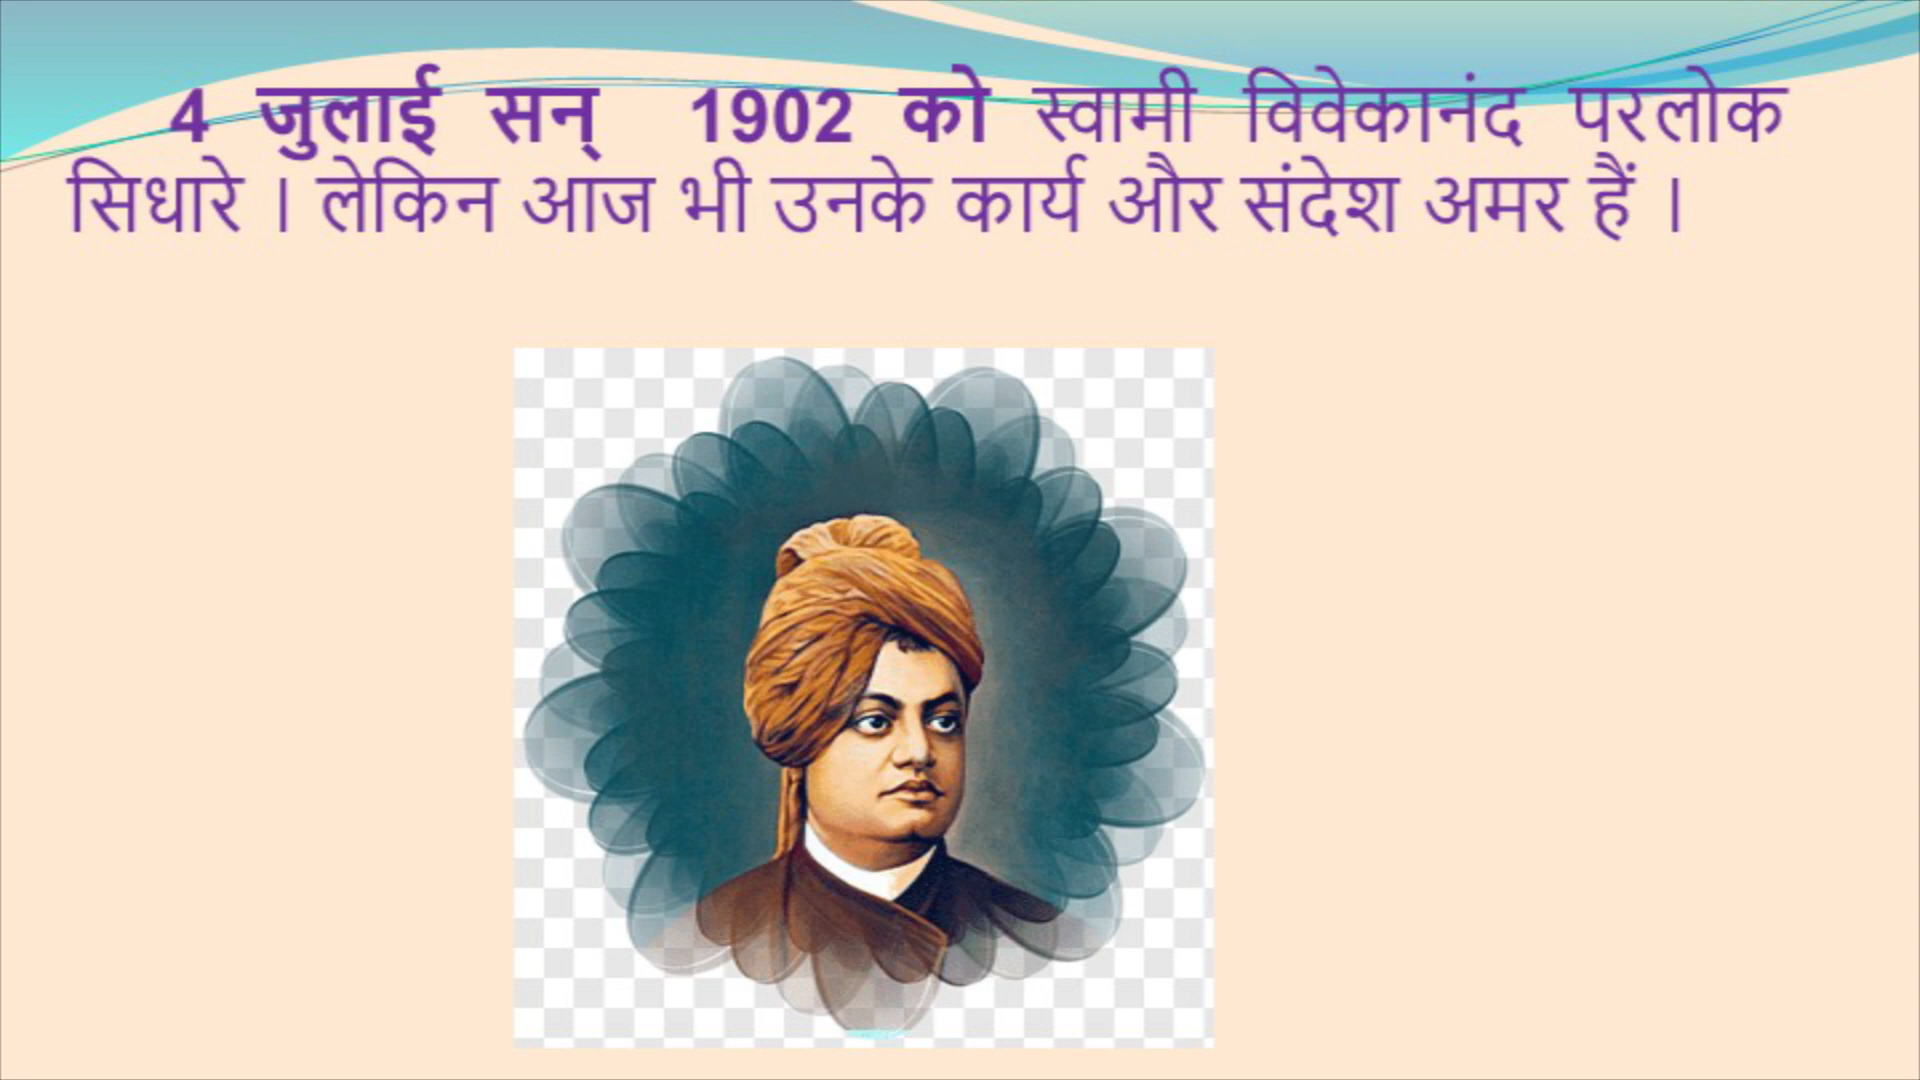 4 जुलाई सन् 1902 को स्वामी विवेकानंद परलोक
सिधारे । लेकिन आज भी उनके कार्य और संदेश अमर हैं ।